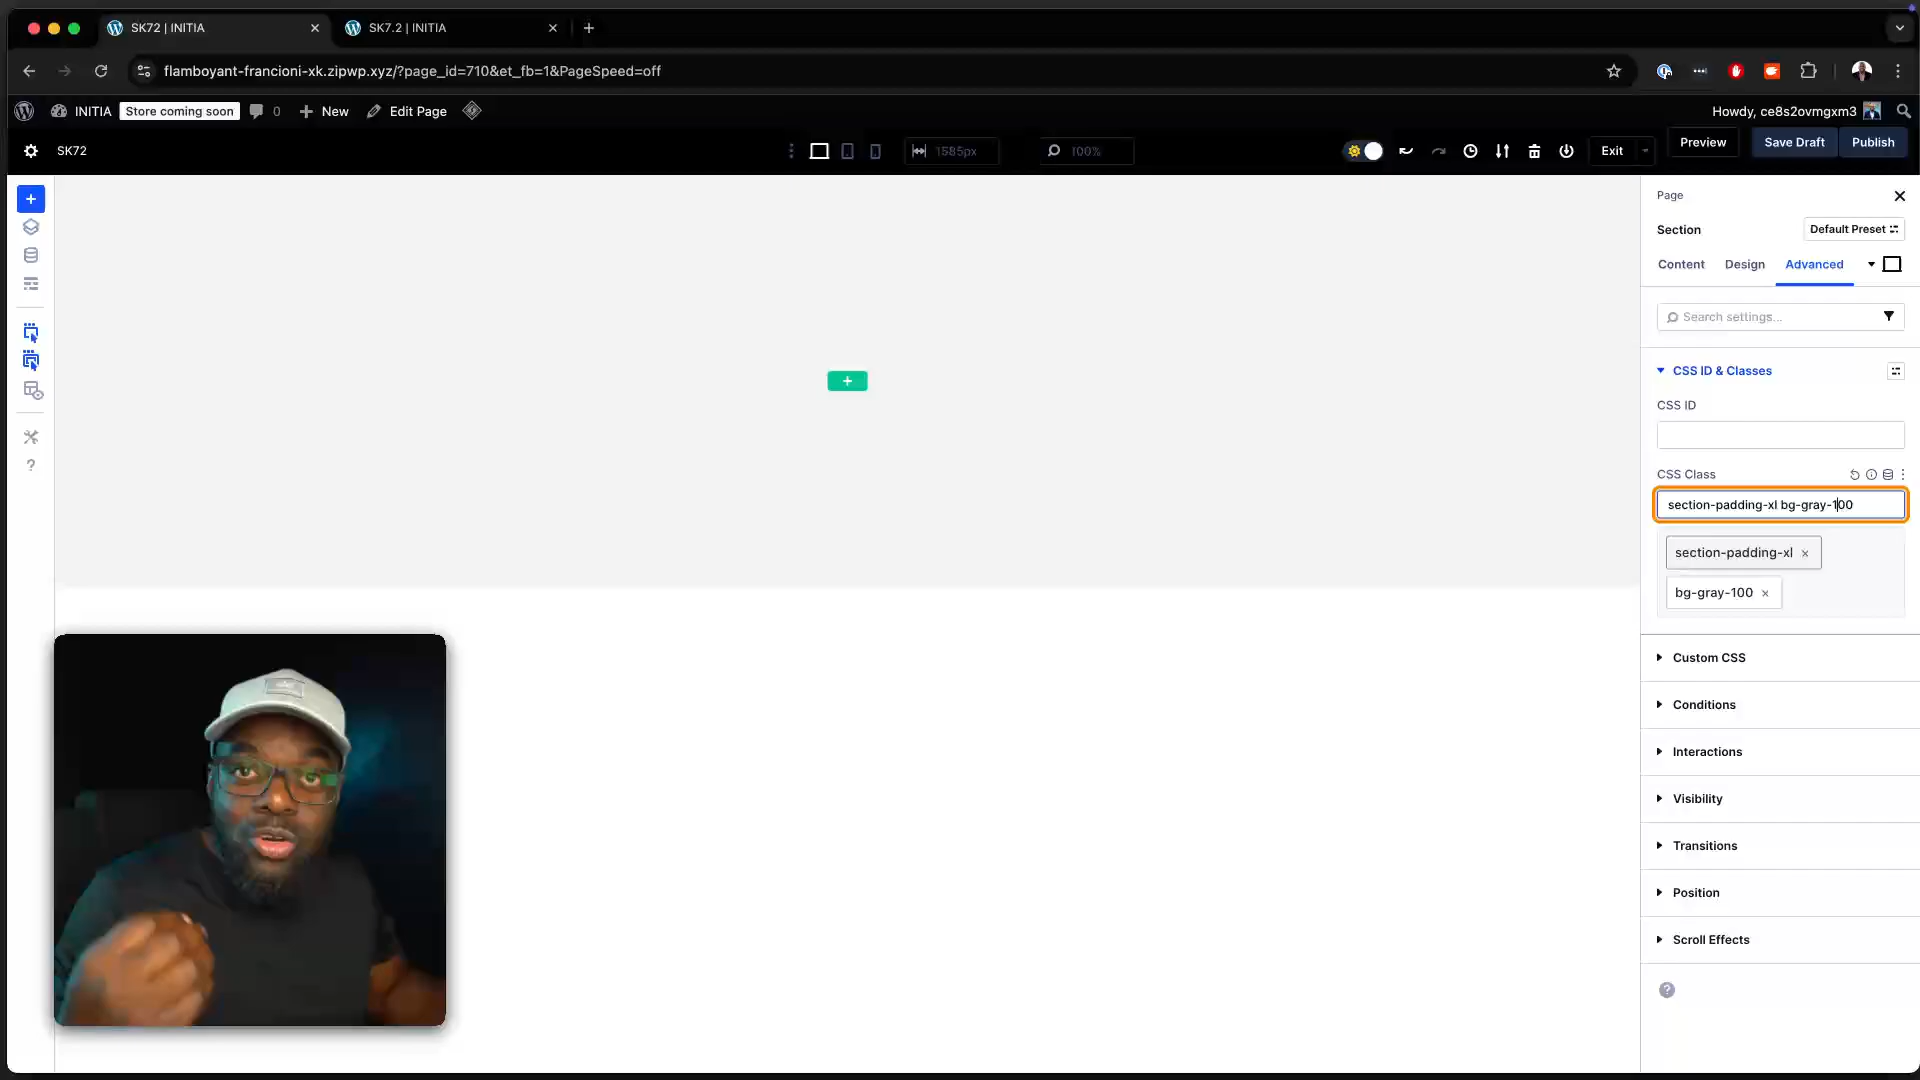 SK72 | INITIA
SK7.2 | INITIA
flamboyant-francioni-xk.zipwp.xyz/?page_id=710&et_fb=1&PageSpeed=off
INITIA
Store coming soon
0
New
Edit Page
Howdy, ce8s2ovmgxm3
SK72
1585px
100%
Exit
Preview
Save Draft
Publish
Page
Section
Default Preset
Content
Design
Advanced
Search settings...
CSS ID & Classes
CSS ID
CSS Class
section-padding-xl bg-gray-100
section-padding-xl ×
bg-gray-100 ×
Custom CSS
Conditions
Interactions
Visibility
Transitions
Position
Scroll Effects